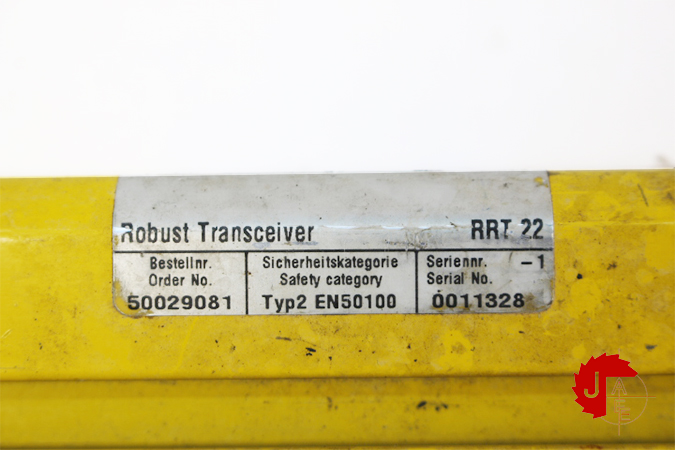 Robust Transceiver RRT 22
Bestellnr.
Order No.
50029081
Sicherheitskategorie
Safety category
Typ2 EN50100
Seriennr. -1
Serial No.
0011328
J